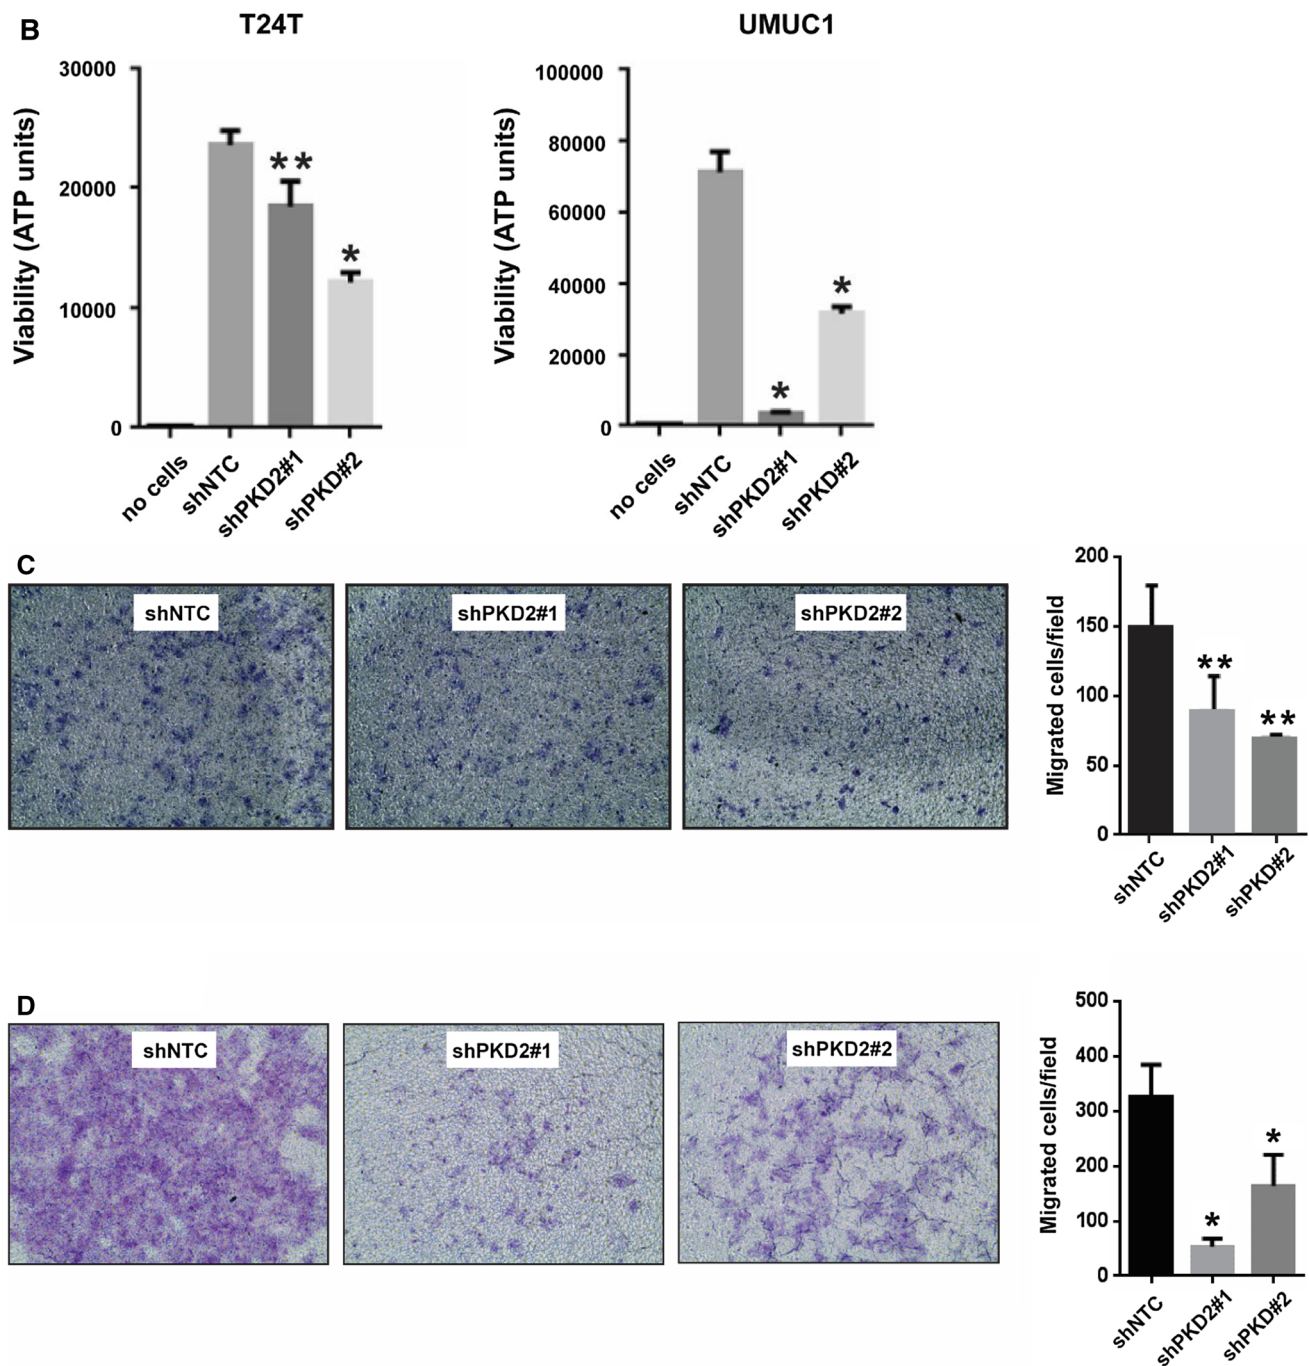 B
T24T
UMUC1
Viability (ATP units)
30000
20000
10000
0
**
*
no cells
shNTC
shPKD2#1
shPKD#2
Viability (ATP units)
100000
80000
60000
40000
20000
0
*
*
no cells
shNTC
shPKD2#1
shPKD#2
C
shNTC
shPKD2#1
shPKD2#2
Migrated cells/field
200
150
100
50
0
**
**
shNTC
shPKD2#1
shPKD#2
D
shNTC
shPKD2#1
shPKD2#2
Migrated cells/field
500
400
300
200
100
0
*
*
shNTC
shPKD2#1
shPKD#2